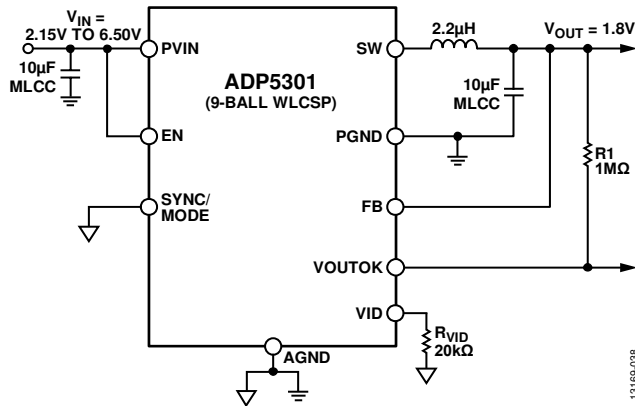 VIN =
2.15V TO 6.50V
10µF
MLCC
PVIN
EN
SYNC/
MODE
ADP5301
(9-BALL WLCSP)
AGND
SW
PGND
FB
VOUTOK
VID
2.2µH
VOUT = 1.8V
10µF
MLCC
R1
1MΩ
RVID
20kΩ
13169-038